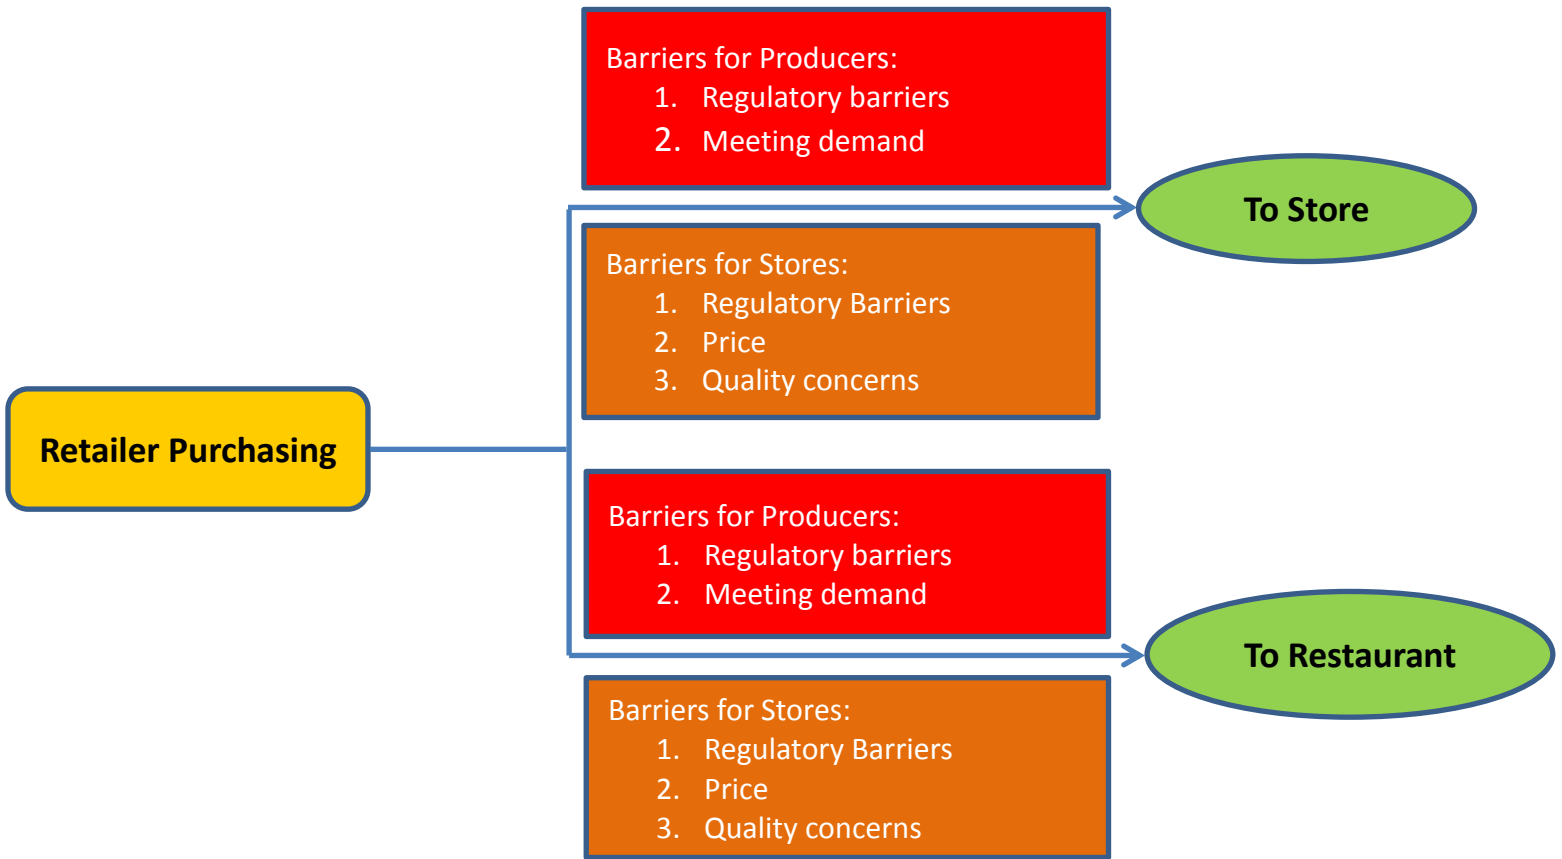 Barriers for Producers:
1. Regulatory barriers
2. Meeting demand
To Store
Barriers for Stores:
1. Regulatory Barriers
2. Price
3. Quality concerns
Retailer Purchasing
Barriers for Producers:
1. Regulatory barriers
2. Meeting demand
To Restaurant
Barriers for Stores:
1. Regulatory Barriers
2. Price
3. Quality concerns